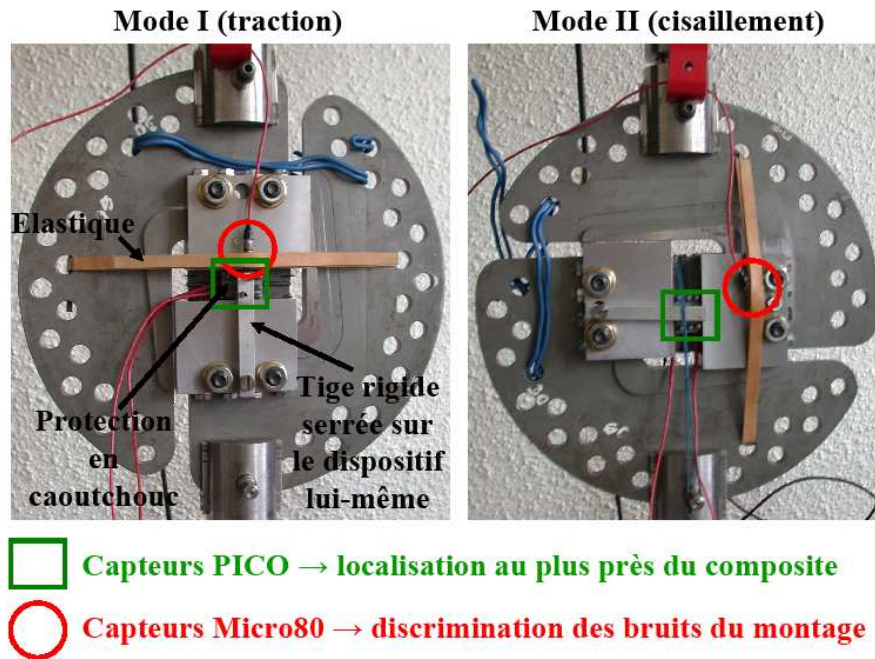 Mode I (traction)
Mode II (cisaillement)
Elastique
Protection
en
caoutchouc
Tige rigide
serrée sur
le dispositif
lui-même
Capteurs PICO → localisation au plus près du composite
Capteurs Micro80 → discrimination des bruits du montage